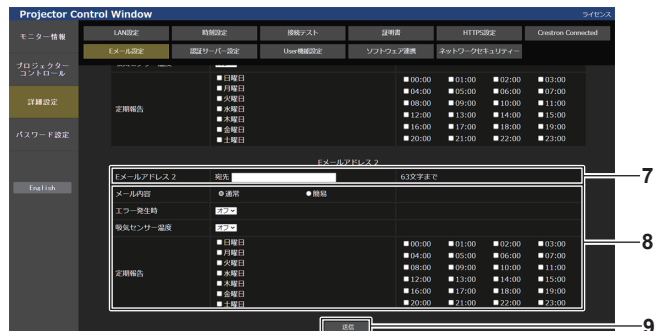 Projector Control Window
ライセンス
モニター情報
プロジェクター
コントロール
詳細設定
パスワード設定
English
LAN設定 時刻設定 接続テスト 証明書 HTTPS設定 Crestron Connected
Eメール設定 認証サーバー設定 User機能設定 ソフトウェア連携 ネットワークセキュリティー
定期報告
日曜日
月曜日
火曜日
水曜日
木曜日
金曜日
土曜日
00:00 01:00 02:00 03:00
04:00 05:00 06:00 07:00
08:00 09:00 10:00 11:00
12:00 13:00 14:00 15:00
16:00 17:00 18:00 19:00
20:00 21:00 22:00 23:00
Eメールアドレス 2
Eメールアドレス 2 宛先 63文字まで
7
メール内容 通常 簡易
エラー発生時 オフ
吸気センサー温度 オフ
8
定期報告
日曜日
月曜日
火曜日
水曜日
木曜日
金曜日
土曜日
00:00 01:00 02:00 03:00
04:00 05:00 06:00 07:00
08:00 09:00 10:00 11:00
12:00 13:00 14:00 15:00
16:00 17:00 18:00 19:00
20:00 21:00 22:00 23:00
送信
9